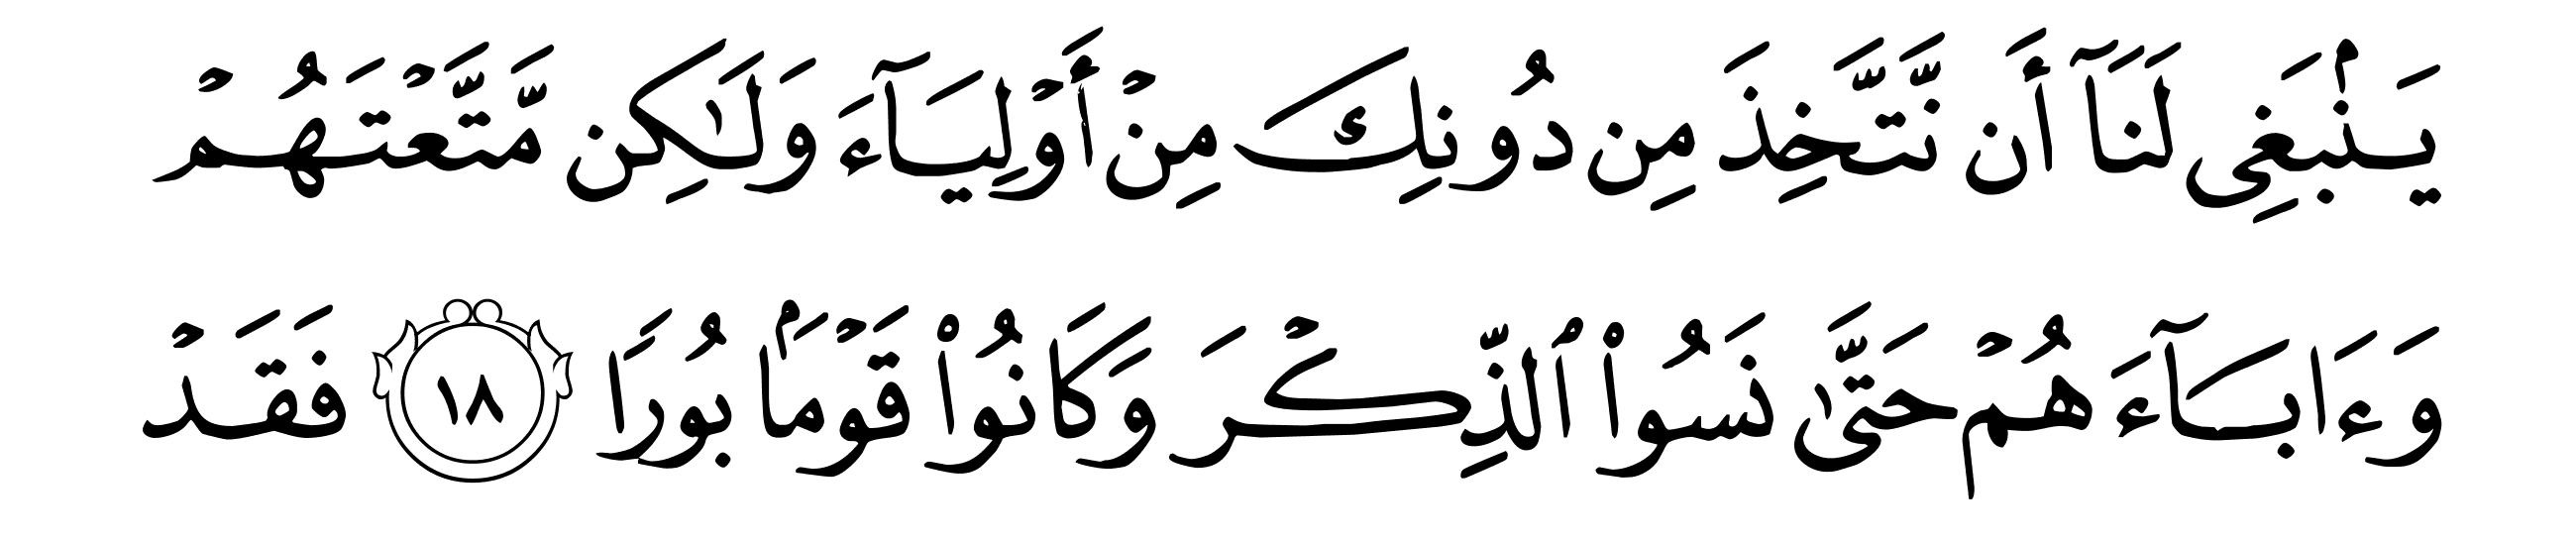 يَنۢبَغِى لَنَآ أَن نَّتَّخِذَ مِن دُونِكَ مِنْ أَوْلِيَآءَ وَلَٰكِن مَّتَّعْتَهُمْ
وَءَابَآءَهُمْ حَتَّىٰ نَسُوا۟ ٱلذِّكْرَ وَكَانُوا۟ قَوْمًۢا بُورًا ١٨ فَقَدْ